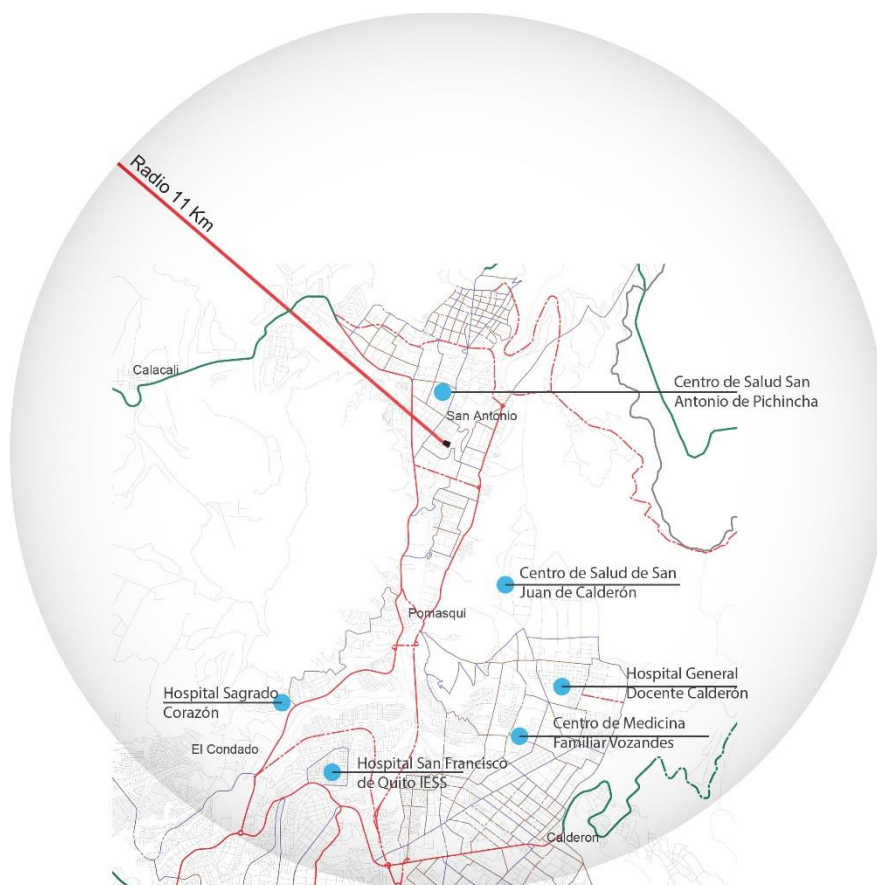 Radio 11 Km
Calacali
Centro de Salud San
Antonio de Pichincha
San Antonio
Centro de Salud de San
Juan de Calderón
Pomasqui
Hospital General
Docente Calderón
Hospital Sagrado
Corazón
Centro de Medicina
Familiar Vozandes
El Condado
Hospital San Francisco
de Quito IESS
Calderon